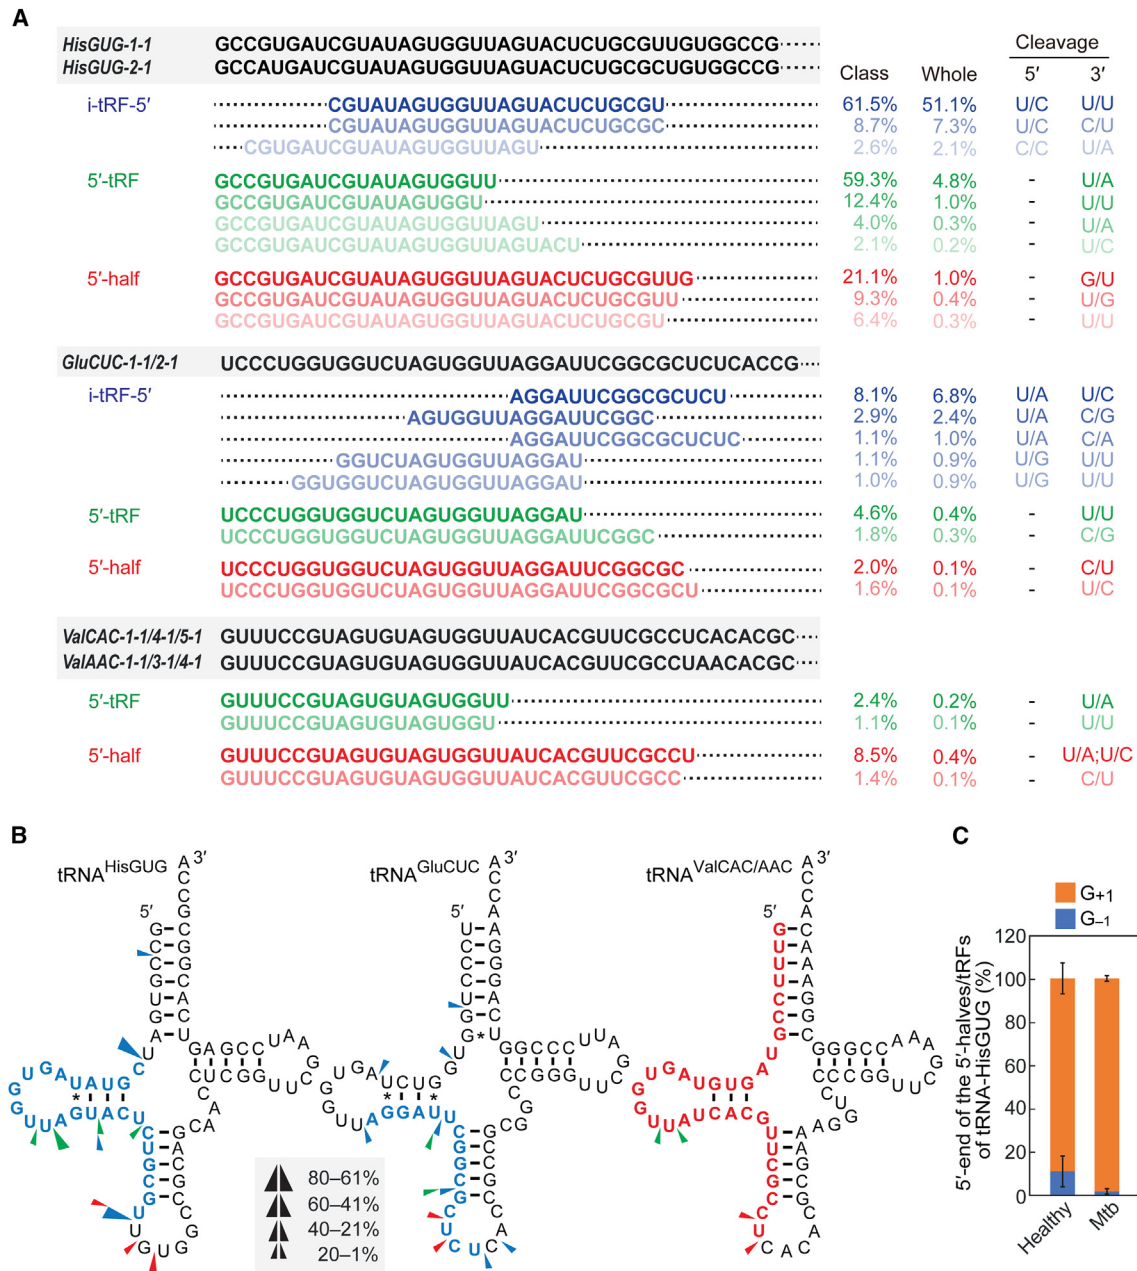 A
HisGUG-1-1 GCCGUGAUCGUAUAGUGGUUAGUACUCUGCGUUGUGGCCG
HisGUG-2-1 GCCAUGAUCGUAUAGUGGUUAGUACUCUGCGCUGUGGCCG
Cleavage
Class Whole 5′ 3′
i-tRF-5′ CGUAUAGUGGUUAGUACUCUGCGU 61.5% 51.1% U/C U/U
CGUAUAGUGGUUAGUACUCUGCGC 8.7% 7.3% U/C C/U
CGUGAUCGUAUAGUGGUUAGU 2.6% 2.1% C/C U/A
5′-tRF GCCGUGAUCGUAUAGUGGUU 59.3% 4.8% - U/A
GCCGUGAUCGUAUAGUGGU 12.4% 1.0% - U/U
GCCGUGAUCGUAUAGUGGUUAGU 4.0% 0.3% - U/A
GCCGUGAUCGUAUAGUGGUUAGUACU 2.1% 0.2% - U/C
5′-half GCCGUGAUCGUAUAGUGGUUAGUACUCUGCGUUG 21.1% 1.0% - G/U
GCCGUGAUCGUAUAGUGGUUAGUACUCUGCGUU 9.3% 0.4% - U/G
GCCGUGAUCGUAUAGUGGUUAGUACUCUGCGU 6.4% 0.3% - U/U
GluCUC-1-1/2-1 UCCCUGGUGGUCUAGUGGUUAGGAUUCGGCGCUCUCACCG
i-tRF-5′ AGGAUUCGGCGCUCU 8.1% 6.8% U/A U/C
AGUGGUUAGGAUUCGGC 2.9% 2.4% U/A C/G
AGGAUUCGGCGCUCUC 1.1% 1.0% U/A C/A
GGUCUAGUGGUUAGGAU 1.1% 0.9% U/G U/U
GGUGGUCUAGUGGUUAGGAU 1.0% 0.9% U/G U/U
5′-tRF UCCCUGGUGGUCUAGUGGUUAGGAU 4.6% 0.4% - U/U
UCCCUGGUGGUCUAGUGGUUAGGAUUCGGC 1.8% 0.3% - C/G
5′-half UCCCUGGUGGUCUAGUGGUUAGGAUUCGGCGC 2.0% 0.1% - C/U
UCCCUGGUGGUCUAGUGGUUAGGAUUCGGCGCU 1.6% 0.1% - U/C
ValCAC-1-1/4-1/5-1 GUUUCCGUAGUGUAGUGGUUAUCACGUUCGCCUCACACGC
ValAAC-1-1/3-1/4-1 GUUUCCGUAGUGUAGUGGUUAUCACGUUCGCCUAACACGC
5′-tRF GUUUCCGUAGUGUAGUGGUU 2.4% 0.2% - U/A
GUUUCCGUAGUGUAGUGGU 1.1% 0.1% - U/U
5′-half GUUUCCGUAGUGUAGUGGUUAUCACGUUCGCCU 8.5% 0.4% - U/A;U/C
GUUUCCGUAGUGUAGUGGUUAUCACGUUCGCC 1.4% 0.1% - C/U
B
tRNAHisGUG
5′
3′
tRNAGluCUC
5′
3′
tRNAValCAC/AAC
5′
3′
80–61%
60–41%
40–21%
20–1%
C
G+1
G−1
5′-end of the 5′-halves/tRFs
of tRNA-HisGUG (%)
120
100
80
60
40
20
0
Healthy
Mtb